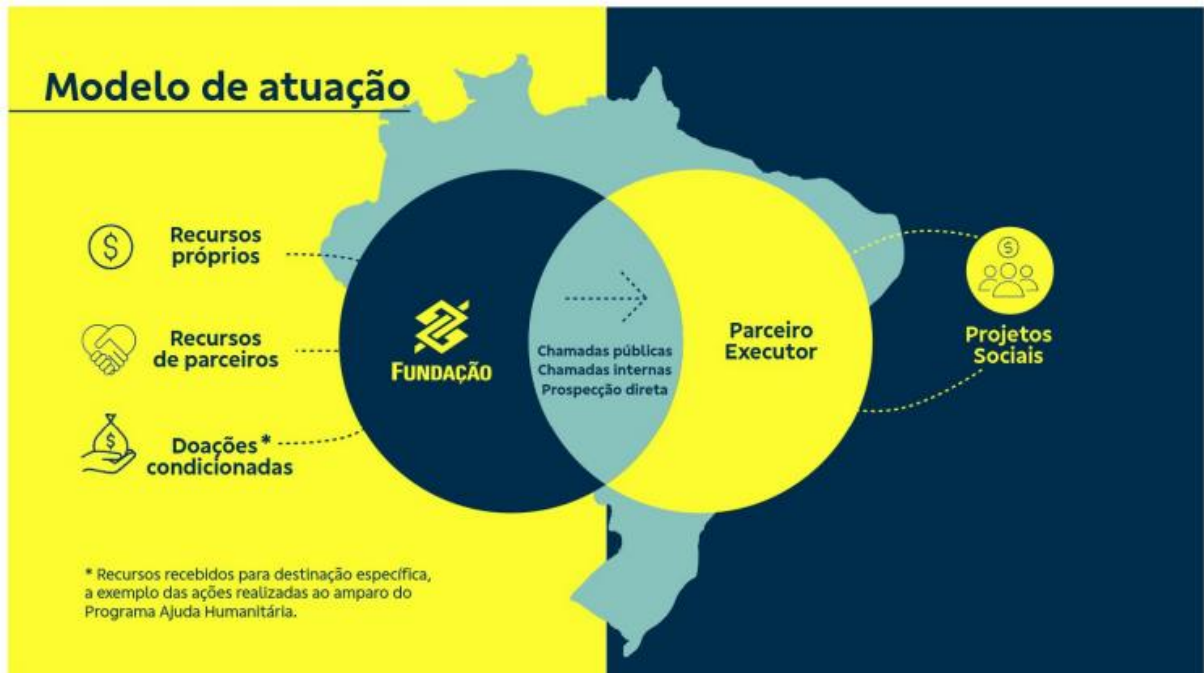 Modelo de atuação
Recursos
próprios
Recursos
de parceiros
Doações*
condicionadas
* Recursos recebidos para destinação específica,
a exemplo das ações realizadas ao amparo do
Programa Ajuda Humanitária.
FUNDAÇÃO
Chamadas públicas
Chamadas internas
Prospecção direta
Parceiro
Executor
Projetos
Sociais